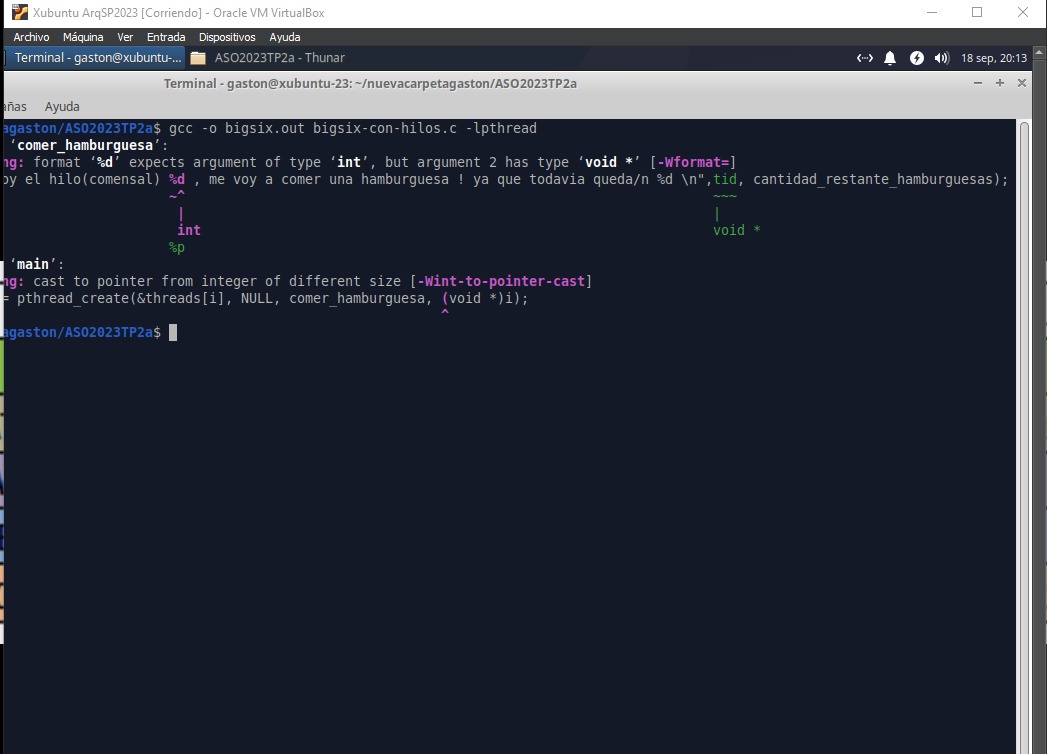 Xubuntu ArqSP2023 [Corriendo] - Oracle VM VirtualBox
Archivo Máquina Ver Entrada Dispositivos Ayuda
Terminal - gaston@xubuntu-... ASO2023TP2a - Thunar 18 sep, 20:13
Terminal - gaston@xubuntu-23: ~/nuevacarpetagaston/ASO2023TP2a
añas Ayuda
agaston/ASO2023TP2a$ gcc -o bigsix.out bigsix-con-hilos.c -lpthread
‘comer_hamburguesa’:
ng: format ‘%d’ expects argument of type ‘int’, but argument 2 has type ‘void *’ [-Wformat=]
oy el hilo(comensal) %d , me voy a comer una hamburguesa ! ya que todavia queda/n %d \n",tid, cantidad_restante_hamburguesas);
~^ ~~~
| |
int void *
%p
‘main’:
ng: cast to pointer from integer of different size [-Wint-to-pointer-cast]
= pthread_create(&threads[i], NULL, comer_hamburguesa, (void *)i);
^
agaston/ASO2023TP2a$